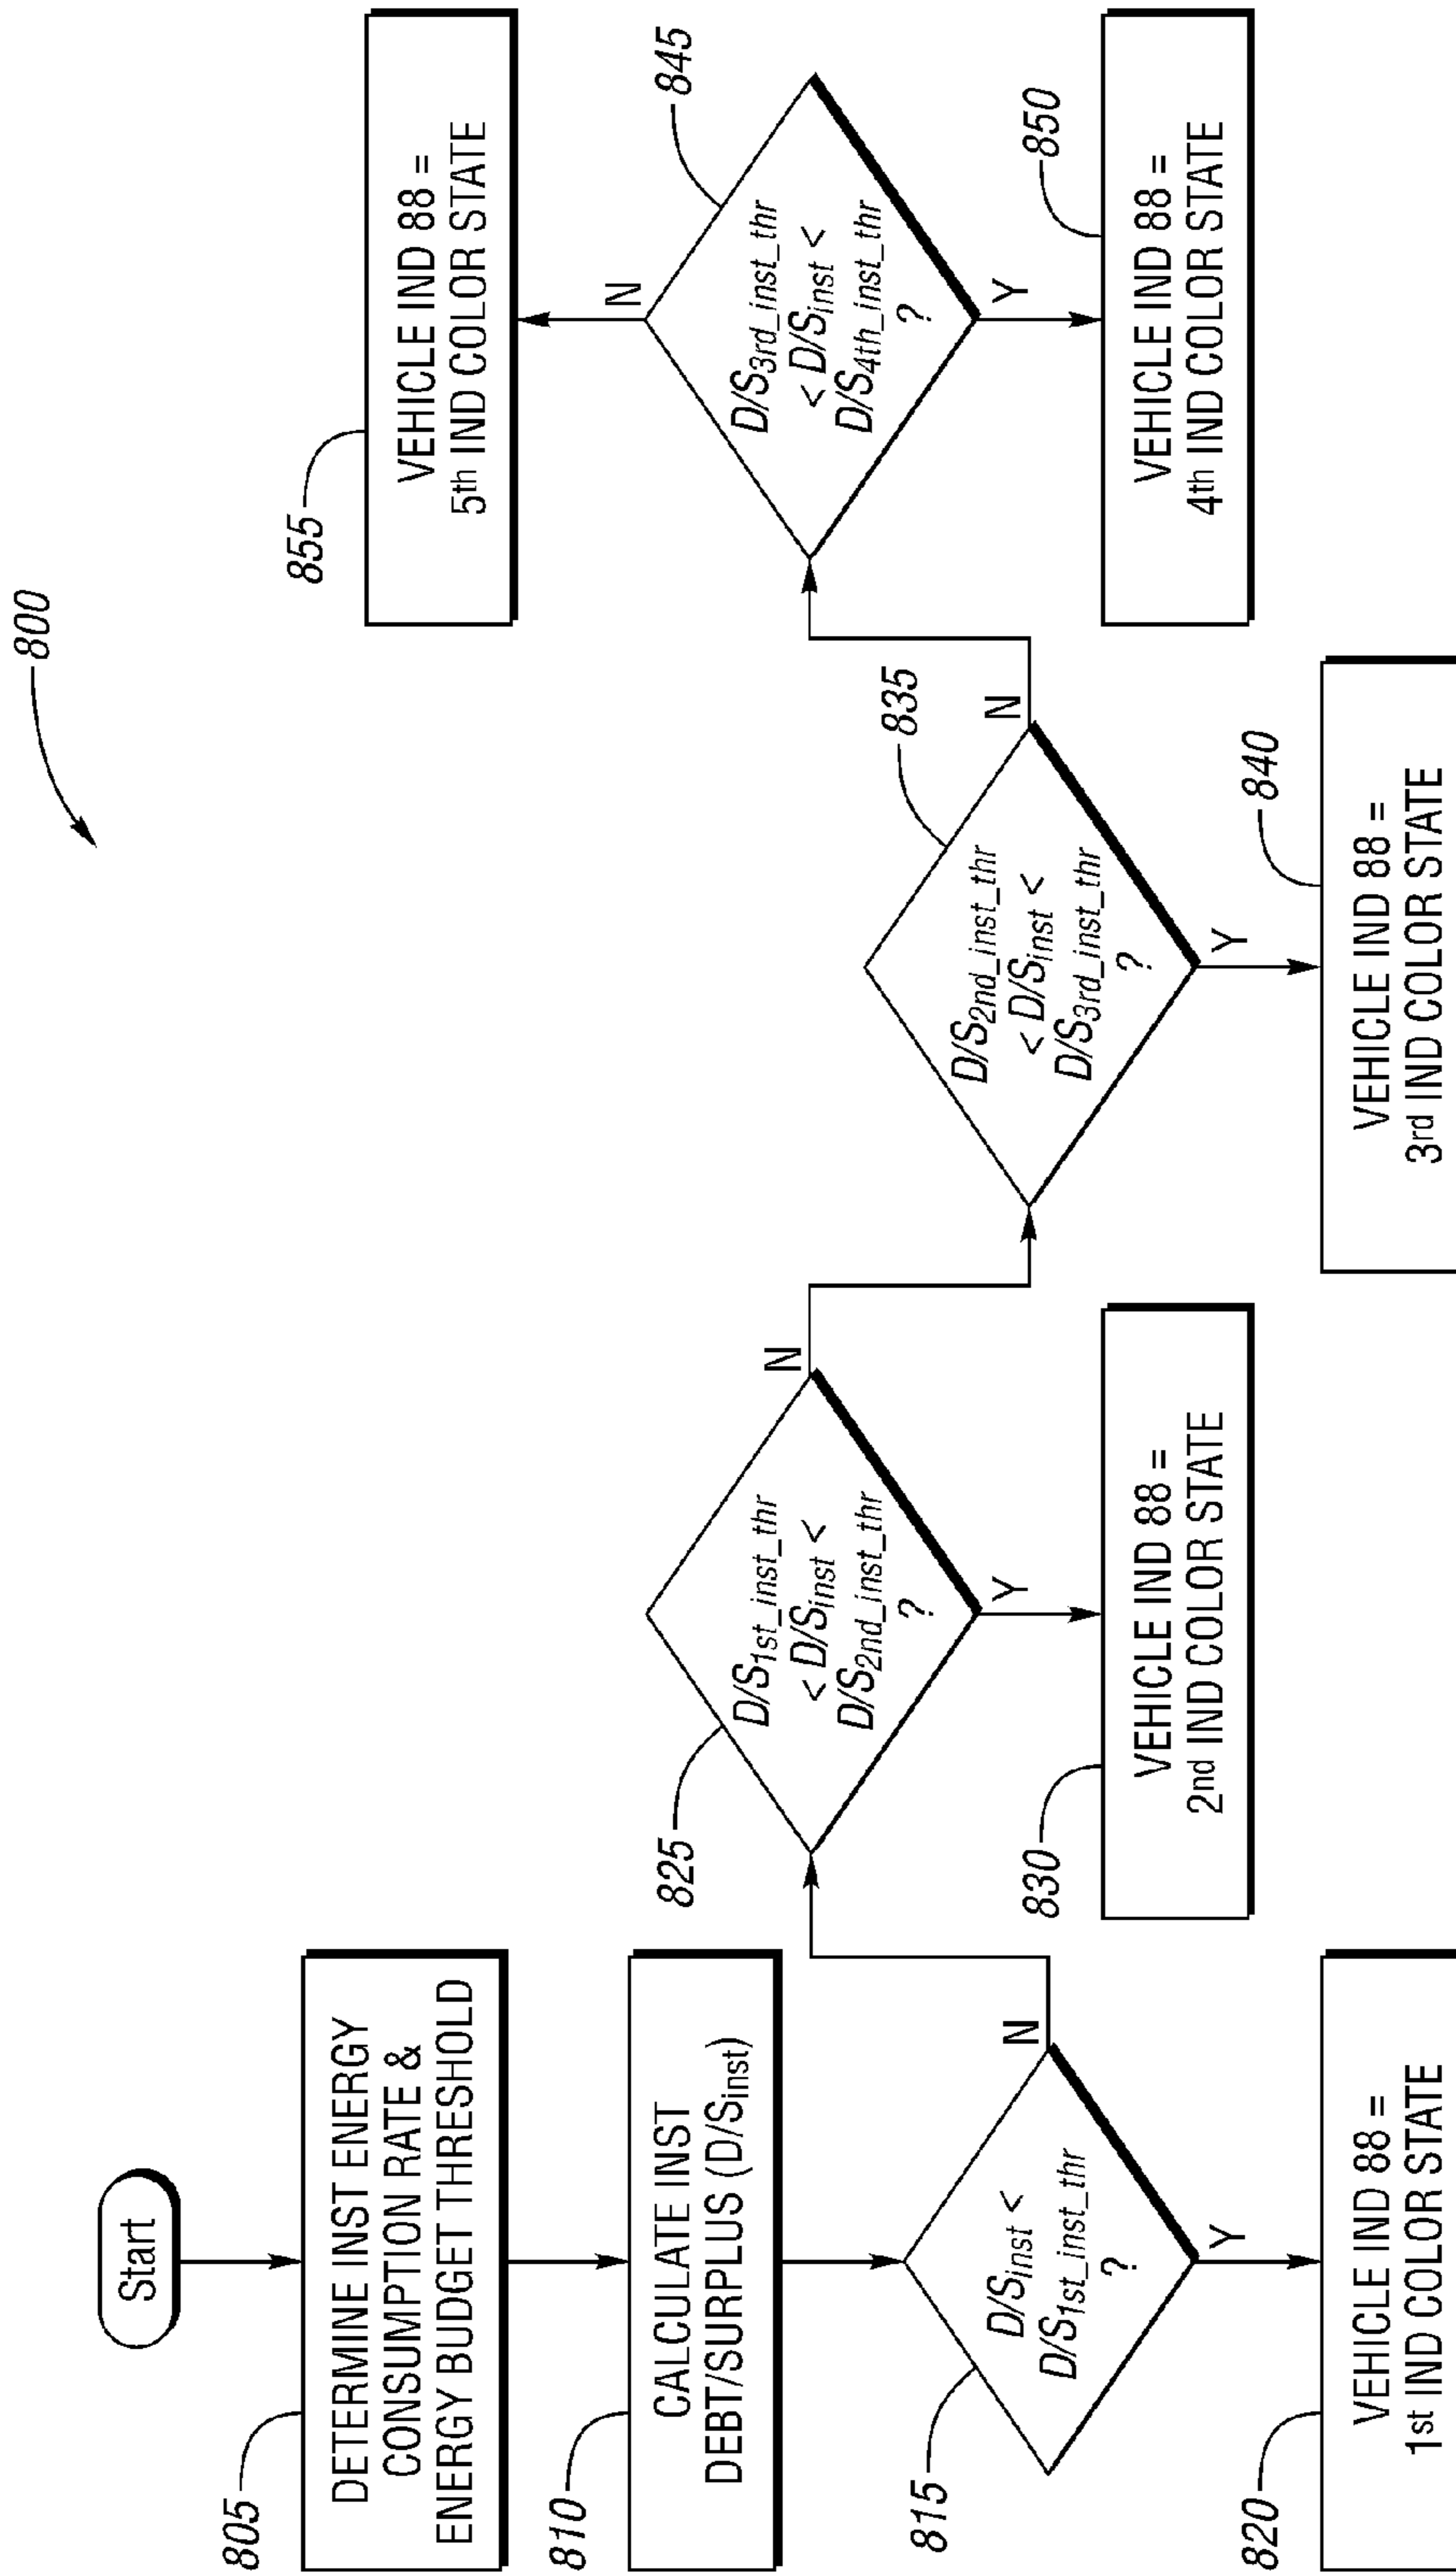 800
Start
805
DETERMINE INST ENERGY
CONSUMPTION RATE &
ENERGY BUDGET THRESHOLD
810
CALCULATE INST
DEBT/SURPLUS (D/Sinst)
815
D/Sinst <
D/S1st_inst_thr
?
N
Y
820
VEHICLE IND 88 =
1st IND COLOR STATE
825
D/S1st_inst_thr
< D/Sinst <
D/S2nd_inst_thr
?
N
Y
830
VEHICLE IND 88 =
2nd IND COLOR STATE
835
D/S2nd_inst_thr
< D/Sinst <
D/S3rd_inst_thr
?
N
Y
840
VEHICLE IND 88 =
3rd IND COLOR STATE
845
D/S3rd_inst_thr
< D/Sinst <
D/S4th_inst_thr
?
N
Y
850
VEHICLE IND 88 =
4th IND COLOR STATE
855
VEHICLE IND 88 =
5th IND COLOR STATE